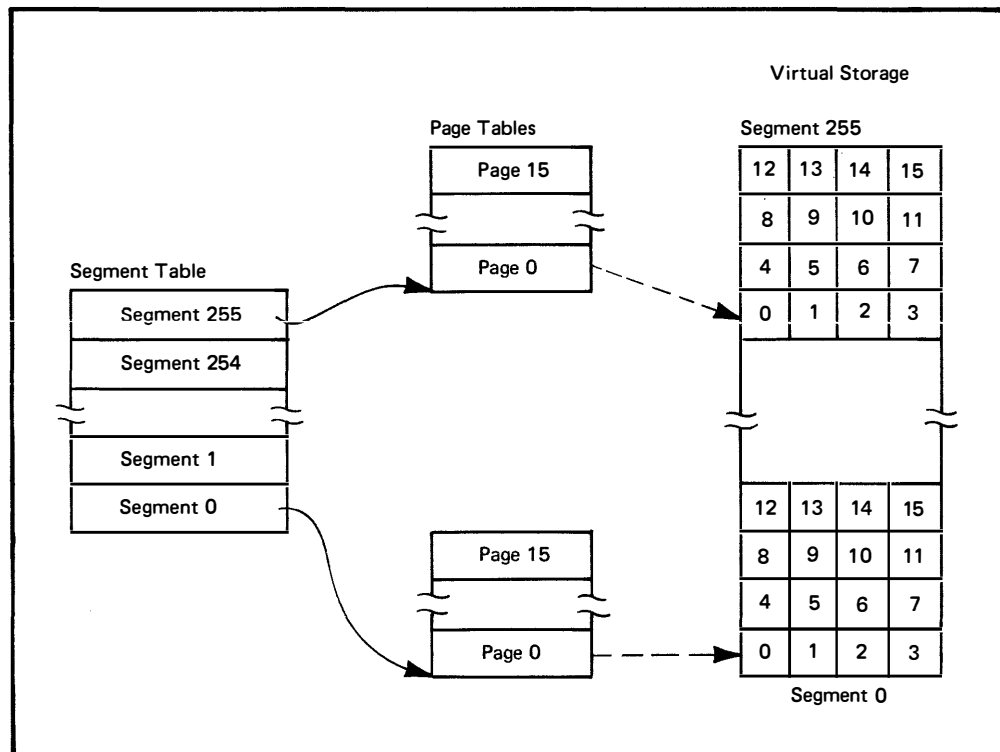 Virtual Storage
Page Tables
Segment 255
Page 15
12 13 14 15
8 9 10 11
Page 0
4 5 6 7
0 1 2 3
Segment Table
Segment 255
Segment 254
Segment 1
Segment 0
Page 15
Page 0
12 13 14 15
8 9 10 11
4 5 6 7
0 1 2 3
Segment 0